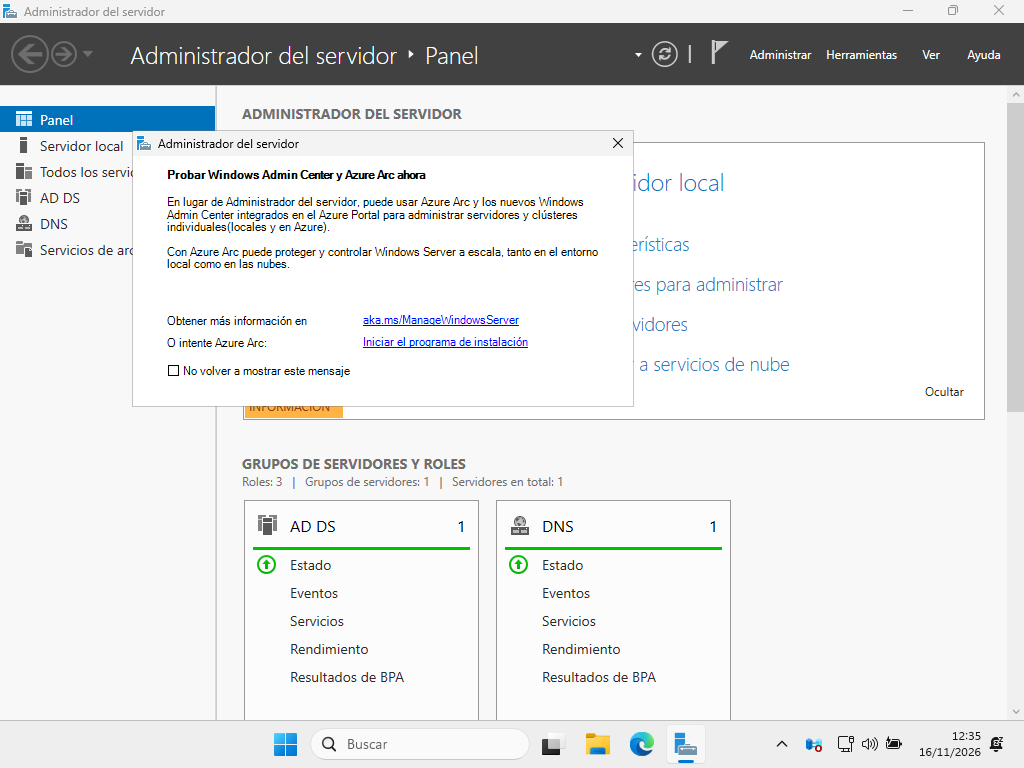 Administrador del servidor
Administrador del servidor ‣ Panel
Administrar Herramientas Ver Ayuda
Panel
Servidor local
Todos los servi
AD DS
DNS
Servicios de arc
ADMINISTRADOR DEL SERVIDOR
Administrador del servidor
Probar Windows Admin Center y Azure Arc ahora
En lugar de Administrador del servidor, puede usar Azure Arc y los nuevos Windows
Admin Center integrados en el Azure Portal para administrar servidores y clústeres
individuales(locales y en Azure).
Con Azure Arc puede proteger y controlar Windows Server a escala, tanto en el entorno
local como en las nubes.
Obtener más información en aka.ms/ManageWindowsServer
O intente Azure Arc: Iniciar el programa de instalación
No volver a mostrar este mensaje
idor local
erísticas
res para administrar
vidores
a servicios de nube
Ocultar
INFORMACIÓN
GRUPOS DE SERVIDORES Y ROLES
Roles: 3 | Grupos de servidores: 1 | Servidores en total: 1
AD DS 1
Estado
Eventos
Servicios
Rendimiento
Resultados de BPA
DNS 1
Estado
Eventos
Servicios
Rendimiento
Resultados de BPA
Buscar
12:35
16/11/2026